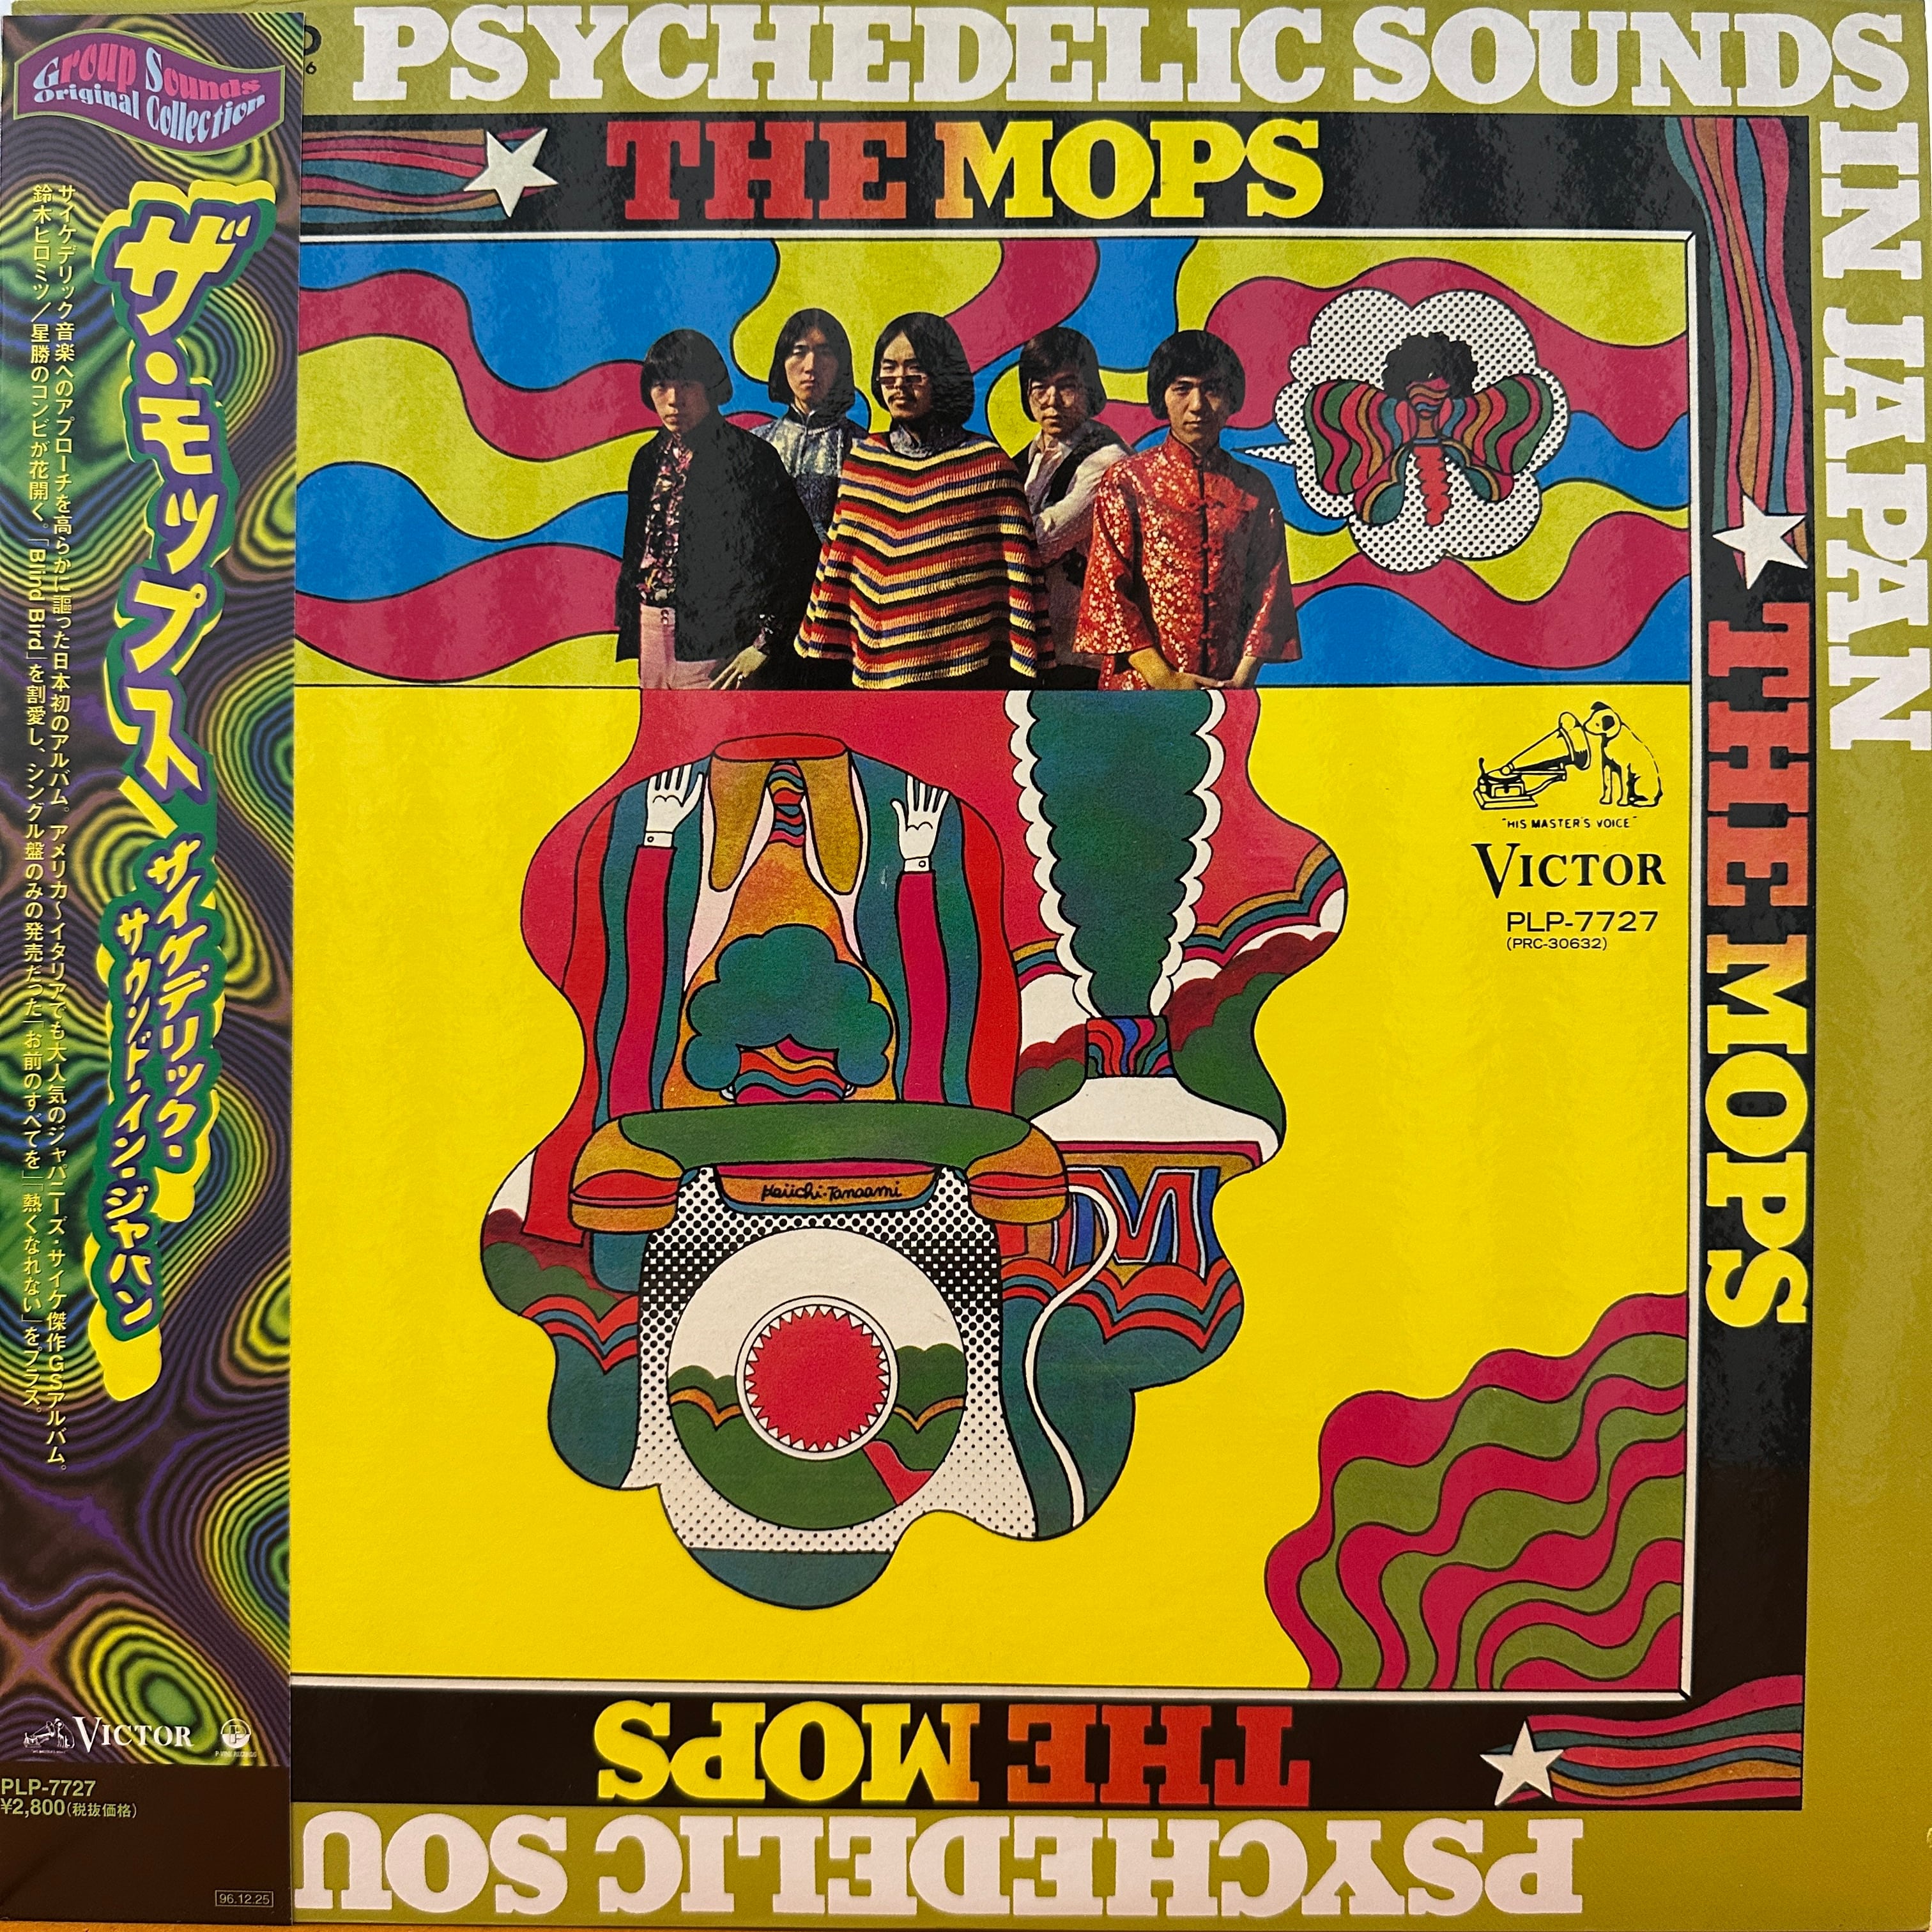 Group Sounds
Original Collection
サイケデリック音楽へのアプローチを高らかに謳った日本初のアルバム。アメリカ〜イタリアでも大人気のジャパニーズ・サイケ傑作GSアルバム。
鈴木ヒロミツ／星勝のコンビが花開く。「Blind Bird」を割愛し、シングル盤のみの発売だった「お前のすべてを」「熱くなれない」をプラス。
ザ・モップス
サイケデリック・
サウンド・イン・ジャパン
VICTOR
P-VINE RECORDS
PLP-7727
¥2,800(税抜価格)
96.12.25
PSYCHEDELIC SOUNDS
IN JAPAN
THE MOPS
THE MOPS
"HIS MASTER'S VOICE"
VICTOR
PLP-7727
(PRC-30632)
M
Keiichi·Tanaami
THE MOPS
PSYCHEDELIC SOU